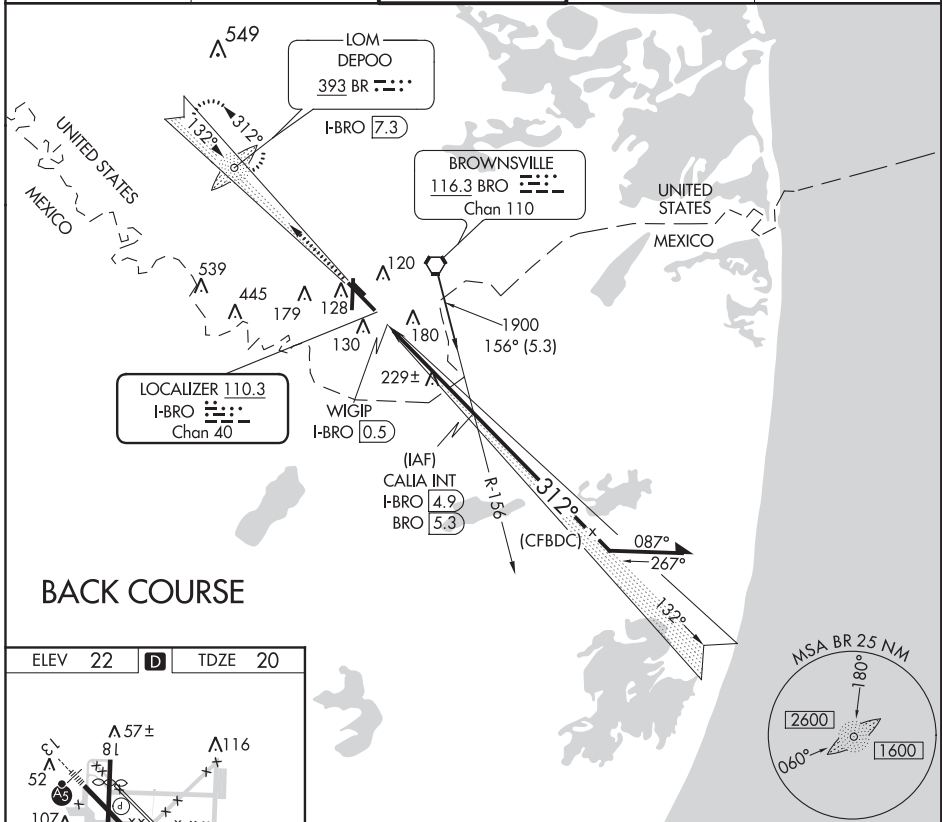 549
LOM
DEPOO
393 BR
I-BRO 7.3
312°
132°
UNITED STATES
MEXICO
BROWNSVILLE
116.3 BRO
Chan 110
UNITED
STATES
MEXICO
120
539
445
179
128
130
180
1900
156° (5.3)
229±
LOCALIZER 110.3
I-BRO
Chan 40
WIGIP
I-BRO 0.5
(IAF)
CALIA INT
I-BRO 4.9
BRO 5.3
R-156
312°
(CFBDC)
087°
267°
132°
BACK COURSE
ELEV 22 D TDZE 20
57±
116
13
18
52
A5
P
107
MSA BR 25 NM
180°
2600
1600
060°